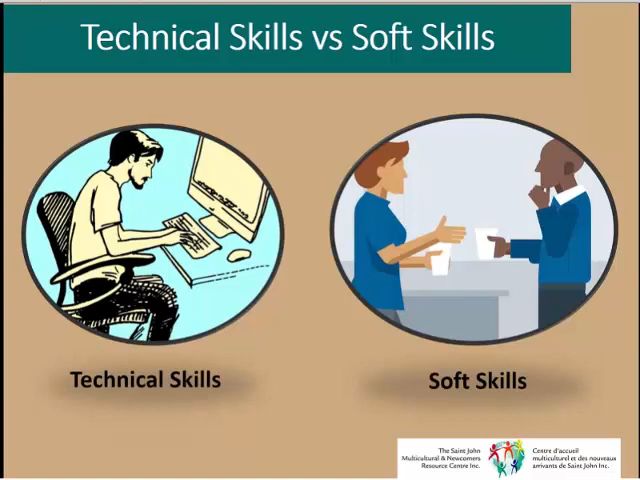 Technical Skills vs Soft Skills
Technical Skills
Soft Skills
The Saint John
Multicultural & Newcomers
Resource Centre Inc.
Centre d'accueil
multiculturel et des nouveaux
arrivants de Saint John Inc.